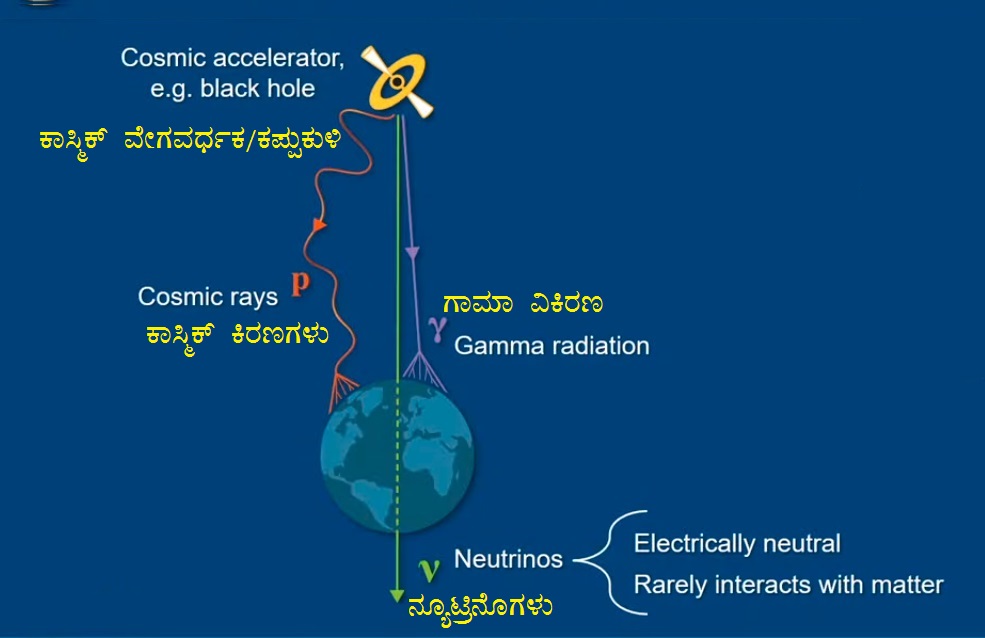 Cosmic accelerator,
e.g. black hole
ಕಾಸ್ಮಿಕ್ ವೇಗವರ್ಧಕ/ಕಪ್ಪುಕುಳಿ
p
Cosmic rays
ಕಾಸ್ಮಿಕ್ ಕಿರಣಗಳು
ಗಾಮಾ ವಿಕಿರಣ
γ
Gamma radiation
ν Neutrinos
ನ್ಯೂಟ್ರಿನೊಗಳು
Electrically neutral
Rarely interacts with matter